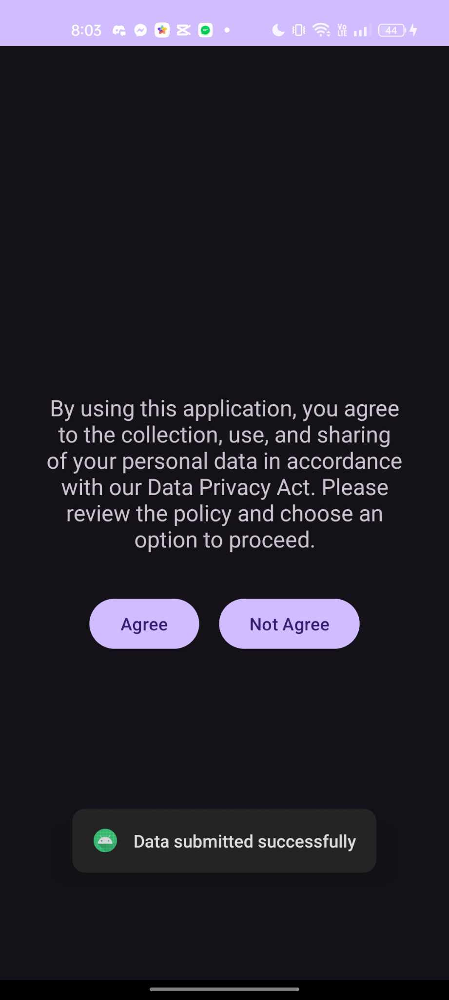 8:03
Vo
LTE
44
By using this application, you agree
to the collection, use, and sharing
of your personal data in accordance
with our Data Privacy Act. Please
review the policy and choose an
option to proceed.
Agree
Not Agree
Data submitted successfully